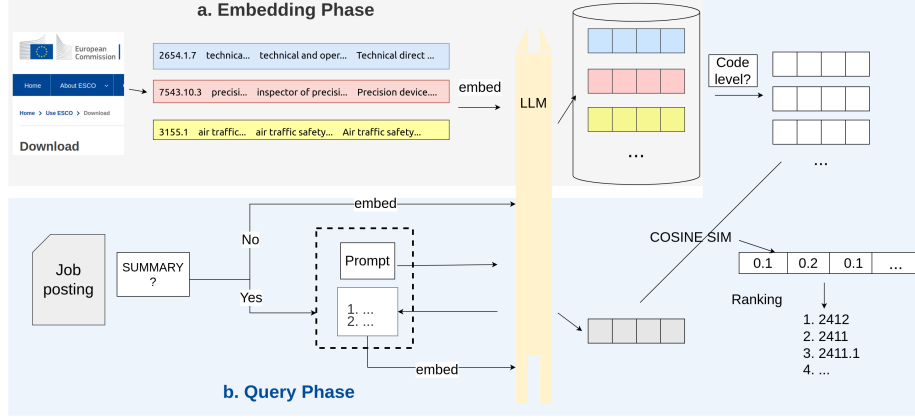 a. Embedding Phase
European
Commission
Home About ESCO
Home > Use ESCO > Download
Download
2654.1.7 technica... technical and oper... Technical direct ...
7543.10.3 precisi... inspector of precisi... Precision device....
3155.1 air traffic... air traffic safety... Air traffic safety...
embed
LLM
...
Code
level?
...
Job
posting
SUMMARY
?
No
Yes
embed
Prompt
1. ...
2. ...
embed
COSINE SIM
0.1 0.2 0.1 ...
Ranking
1. 2412
2. 2411
3. 2411.1
4. ...
b. Query Phase